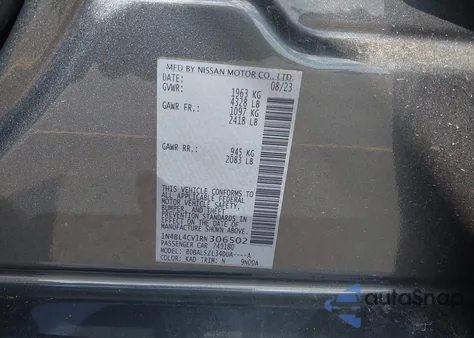 MFD BY NISSAN MOTOR CO., LTD
DATE: 08/23
GVWR: 1963 KG
4328 LB
GAWR FR.: 1097 KG
2418 LB
GAWR RR.: 945 KG
2083 LB
THIS VEHICLE CONFORMS TO
ALL APPLICABLE FEDERAL
MOTOR VEHICLE SAFETY,
BUMPER, AND THEFT
PREVENTION STANDARDS IN
EFFECT ON THE DATE OF
MANUFACTURE SHOWN ABOVE.
1N4BL4CV1RN306502
PASSENGER CAR 74918D
MODEL: BDBALSZL34DUA----A
COLOR: KAD TRIM: N 9N00A
autoSnap